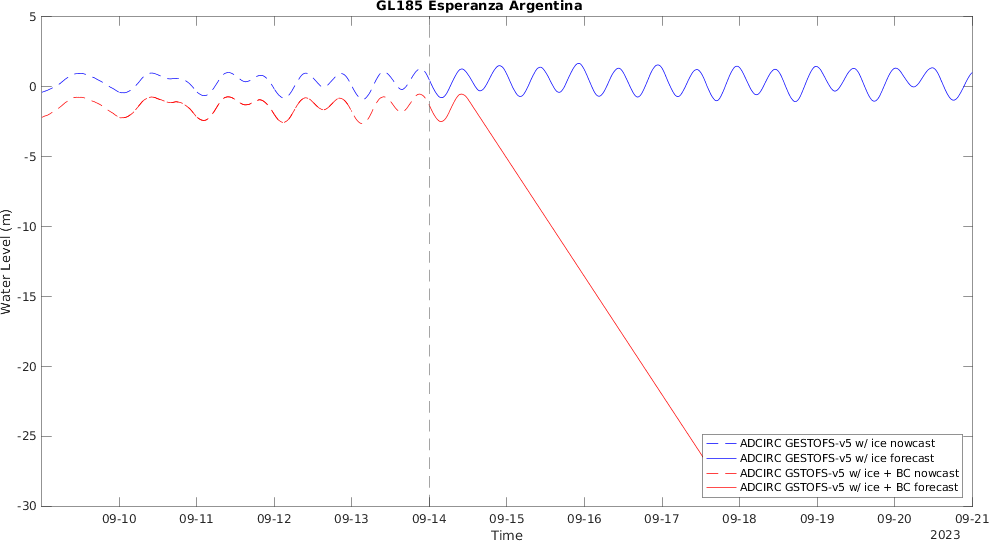 GL185 Esperanza Argentina
5
0
-5
-10
-15
-20
-25
-30
Water Level (m)
ADCIRC GESTOFS-v5 w/ ice nowcast
ADCIRC GESTOFS-v5 w/ ice forecast
ADCIRC GSTOFS-v5 w/ ice + BC nowcast
ADCIRC GSTOFS-v5 w/ ice + BC forecast
09-10 09-11 09-12 09-13 09-14 09-15 09-16 09-17 09-18 09-19 09-20 09-21
Time
2023